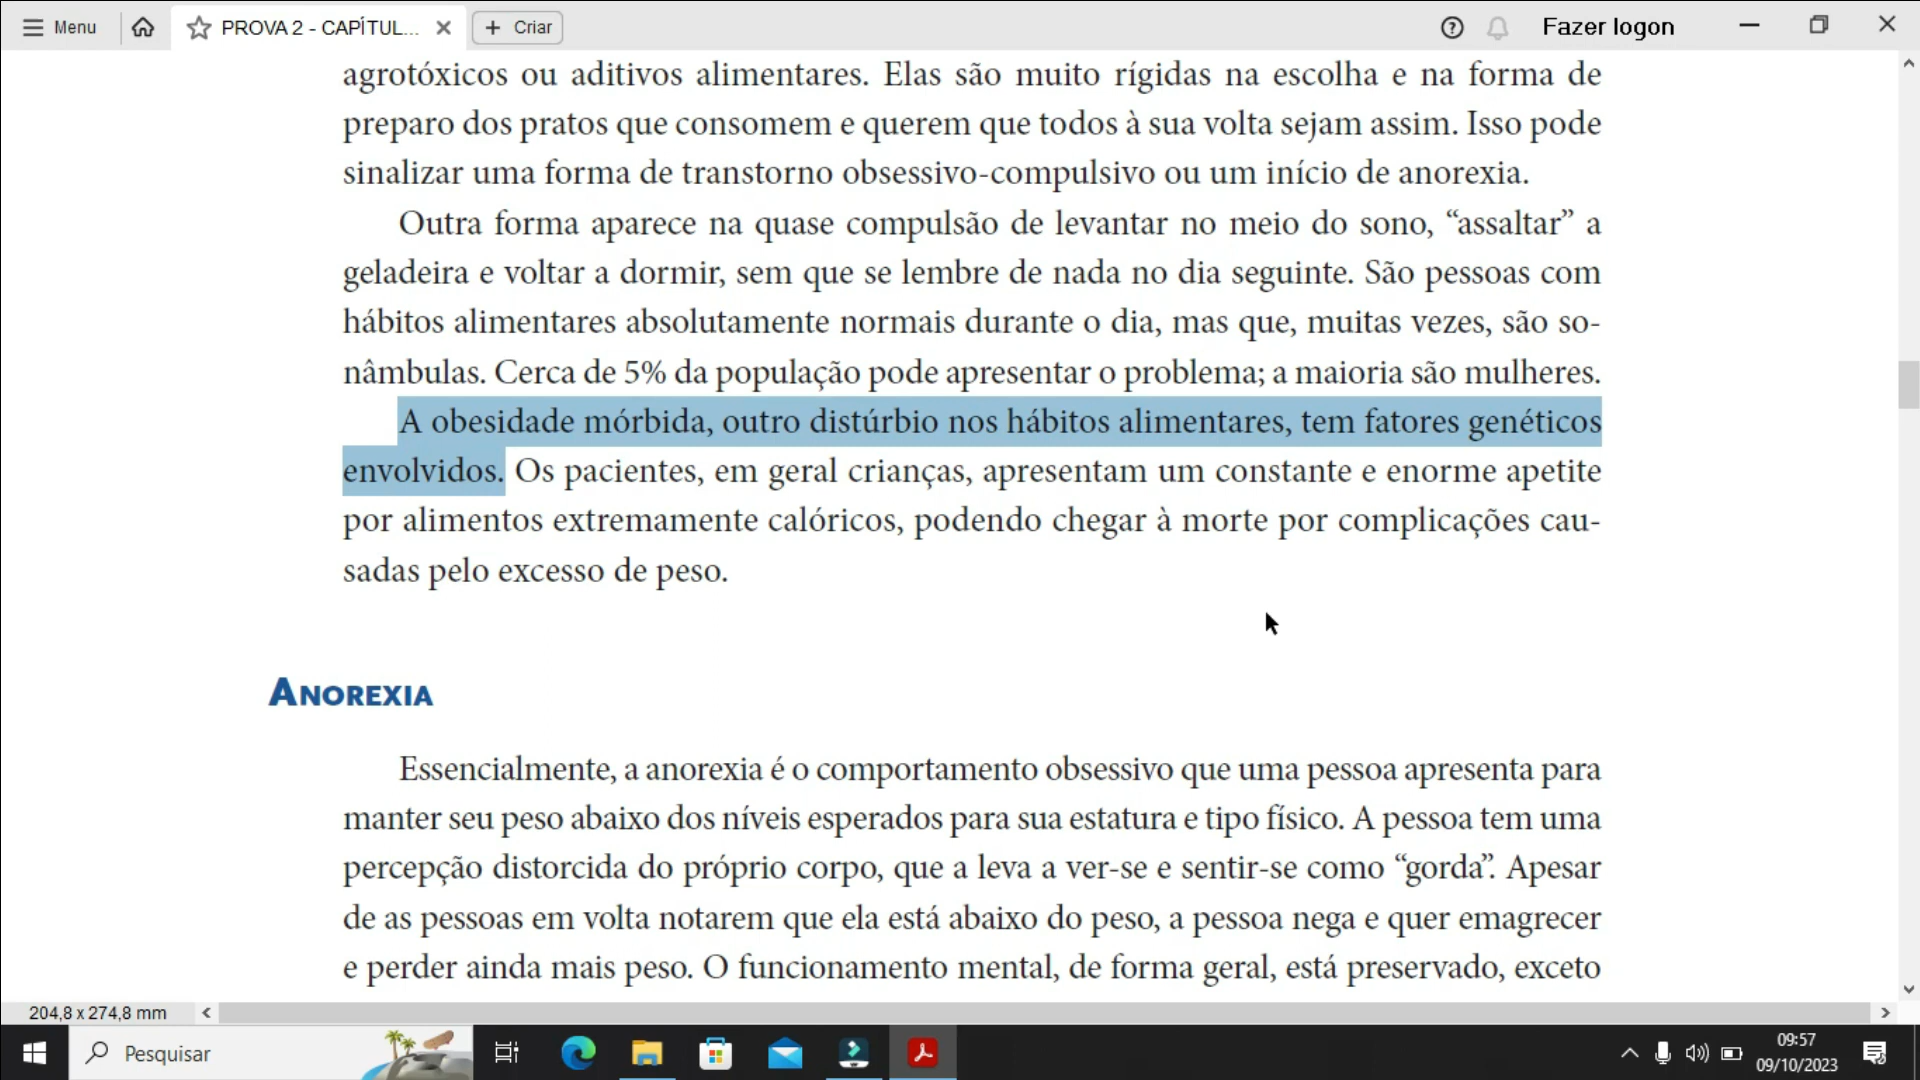 Menu
PROVA 2 - CAPÍTUL...
Criar
Fazer logon
agrotóxicos ou aditivos alimentares. Elas são muito rígidas na escolha e na forma de
preparo dos pratos que consomem e querem que todos à sua volta sejam assim. Isso pode
sinalizar uma forma de transtorno obsessivo-compulsivo ou um início de anorexia.
Outra forma aparece na quase compulsão de levantar no meio do sono, “assaltar” a
geladeira e voltar a dormir, sem que se lembre de nada no dia seguinte. São pessoas com
hábitos alimentares absolutamente normais durante o dia, mas que, muitas vezes, são so-
nâmbulas. Cerca de 5% da população pode apresentar o problema; a maioria são mulheres.
A obesidade mórbida, outro distúrbio nos hábitos alimentares, tem fatores genéticos
envolvidos. Os pacientes, em geral crianças, apresentam um constante e enorme apetite
por alimentos extremamente calóricos, podendo chegar à morte por complicações cau-
sadas pelo excesso de peso.
ANOREXIA
Essencialmente, a anorexia é o comportamento obsessivo que uma pessoa apresenta para
manter seu peso abaixo dos níveis esperados para sua estatura e tipo físico. A pessoa tem uma
percepção distorcida do próprio corpo, que a leva a ver-se e sentir-se como “gorda”. Apesar
de as pessoas em volta notarem que ela está abaixo do peso, a pessoa nega e quer emagrecer
e perder ainda mais peso. O funcionamento mental, de forma geral, está preservado, exceto
204,8 x 274,8 mm
Pesquisar
09:57
09/10/2023